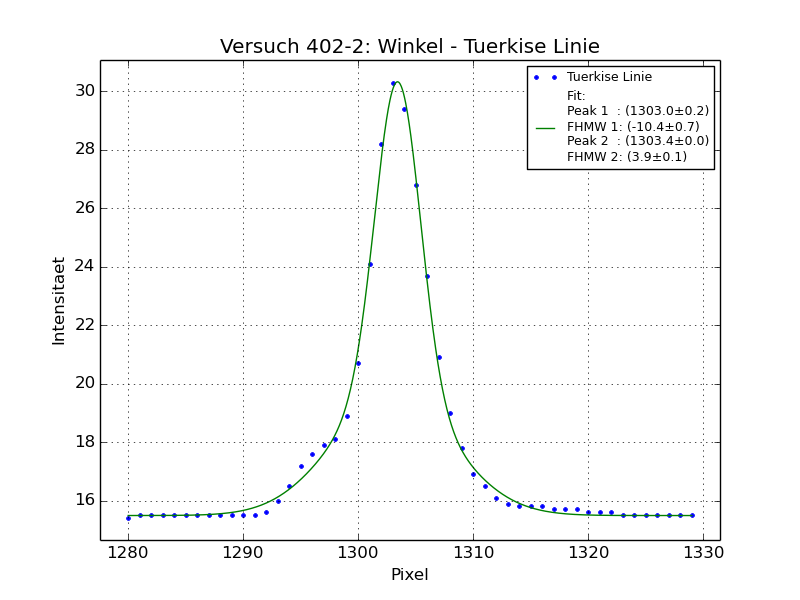 Versuch 402-2: Winkel - Tuerkise Linie
Tuerkise Linie
Fit:
Peak 1  : (1303.0±0.2)
FHMW 1: (-10.4±0.7)
Peak 2  : (1303.4±0.0)
FHMW 2: (3.9±0.1)
30
28
26
24
22
20
18
16
Intensitaet
1280
1290
1300
1310
1320
1330
Pixel